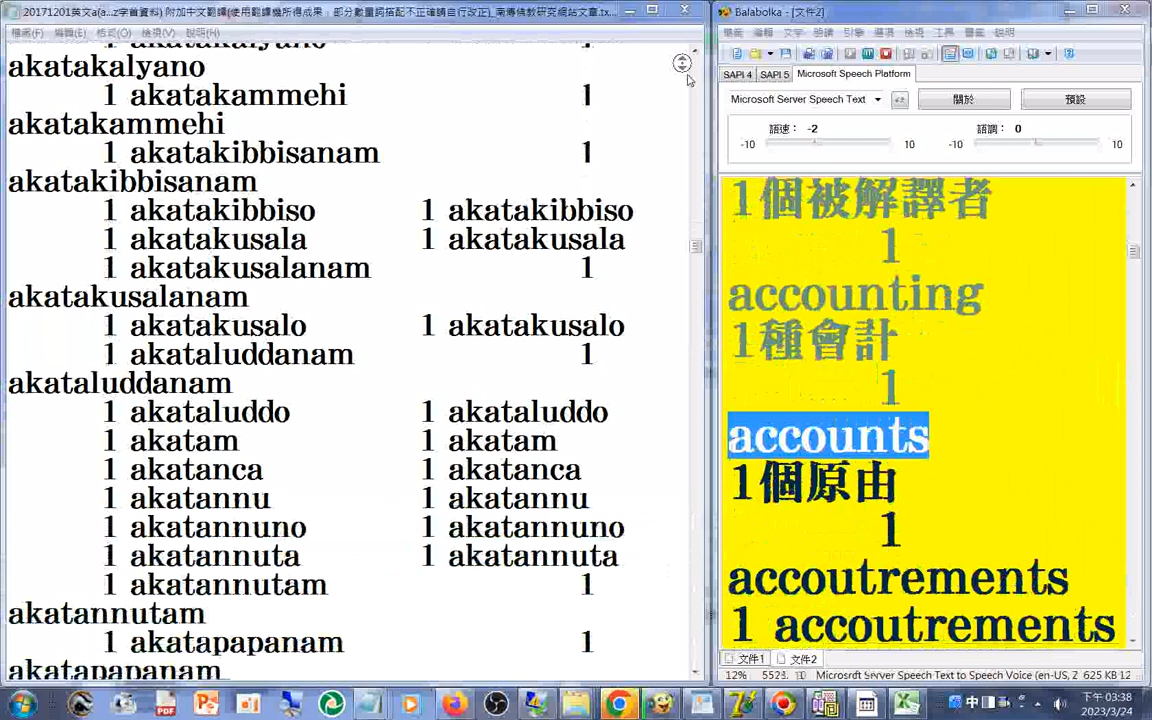 20171201英文a(a...z字首資料) 附加中文翻譯(使用翻譯機所得成果，部分數量詞搭配不正確請自行改正)_南傳佛教研究網站文章.tx...
檔案(F) 編輯(E) 格式(O) 檢視(V) 說明(H)
akatakalyano 1
akatakalyano
1 akatakammehi 1
akatakammehi
1 akatakibbisanam 1
akatakibbisanam
1 akatakibbiso 1 akatakibbiso
1 akatakusala 1 akatakusala
1 akatakusalanam 1
akatakusalanam
1 akatakusalo 1 akatakusalo
1 akataluddanam 1
akataluddanam
1 akataluddo 1 akataluddo
1 akatam 1 akatam
1 akatanca 1 akatanca
1 akatannu 1 akatannu
1 akatannuno 1 akatannuno
1 akatannuta 1 akatannuta
1 akatannutam 1
akatannutam
1 akatapapanam 1
akatapapanam
Balabolka - [文件2]
檔案 編輯 文字 朗讀 引擎 選項 檢視 工具 視窗 說明
SAPI 4 SAPI 5 Microsoft Speech Platform
Microsoft Server Speech Text 關於 預設
語速： -2 語調： 0
-10 10 -10 10
1個被解譯者
1
accounting
1種會計
1
accounts
1個原由
1
accoutrements
1 accoutrements
文件1 文件2
12% Microsoft Server Speech Text to Speech Voice (en-US, Z 625 KB
中
下午 03:38
2023/3/24